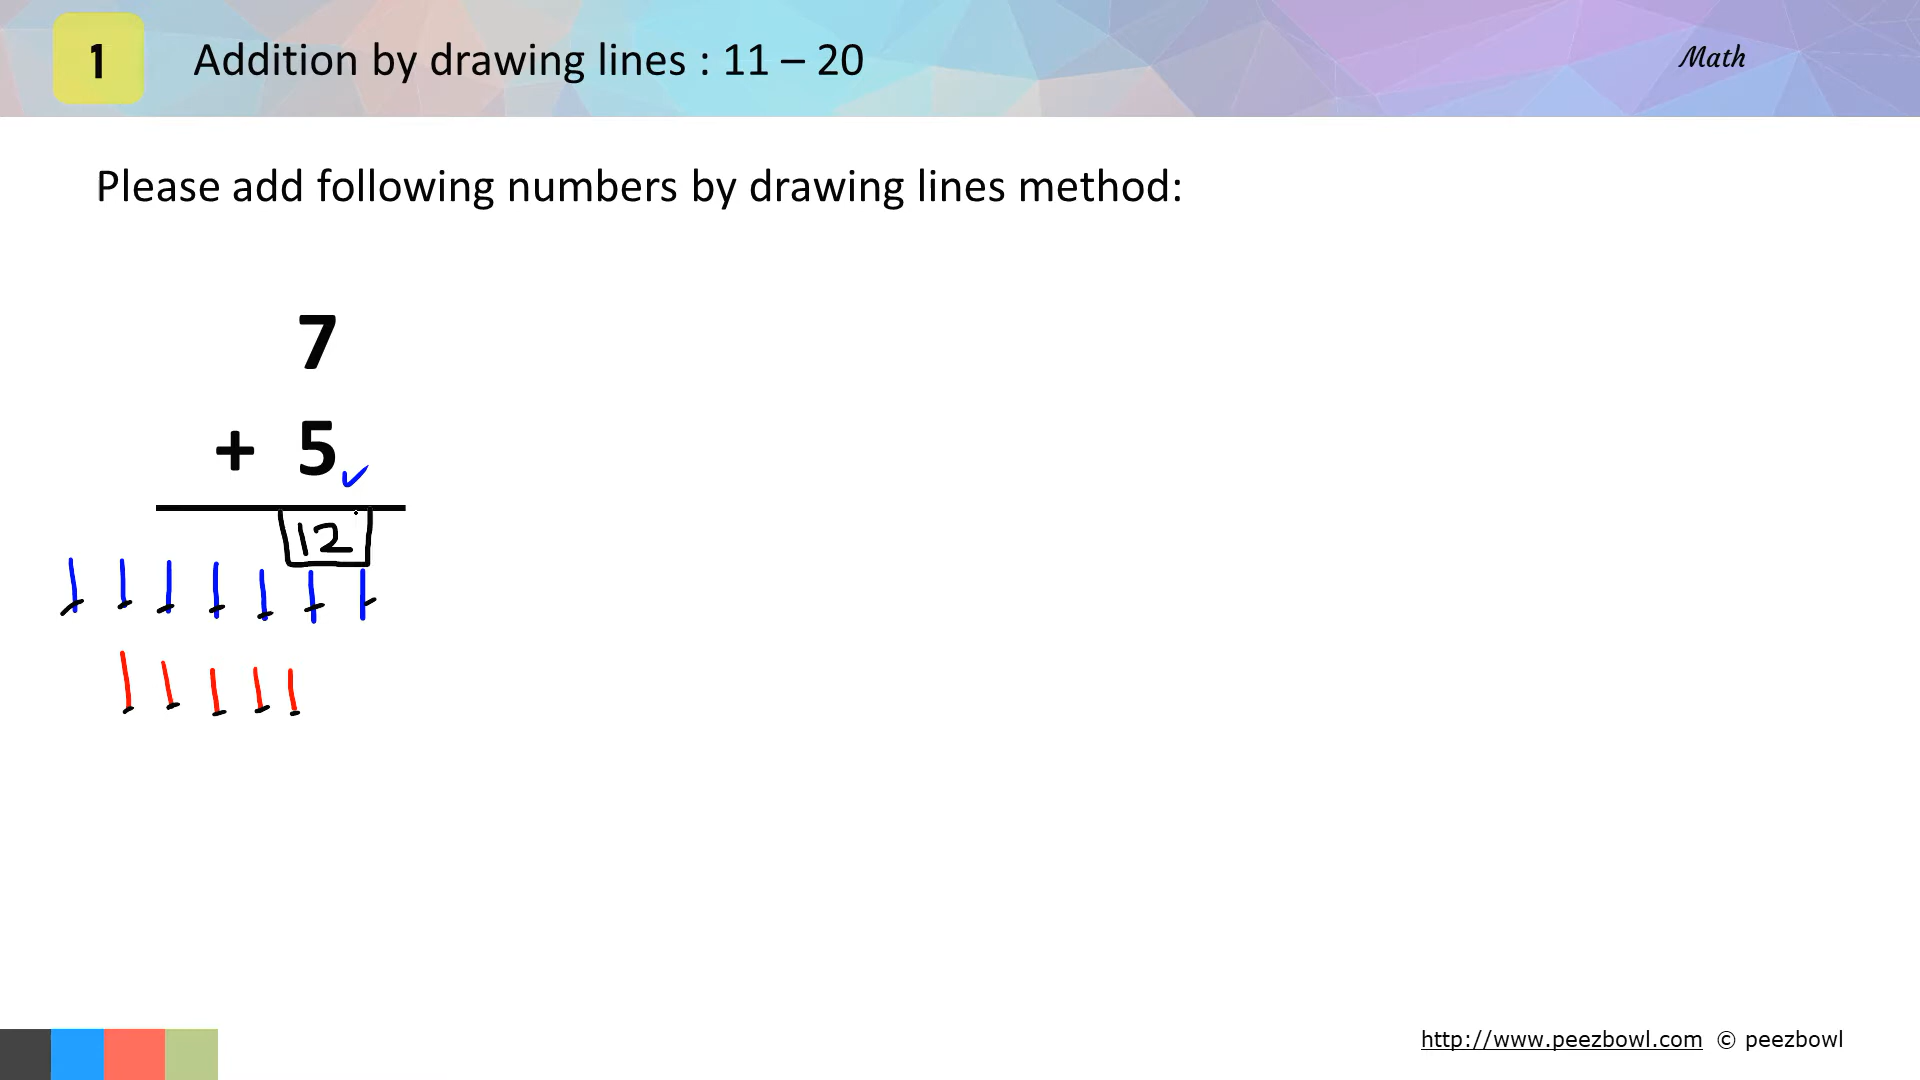 1 Addition by drawing lines : 11 – 20 Math
Please add following numbers by drawing lines method:
7
+ 5
12
http://www.peezbowl.com © peezbowl